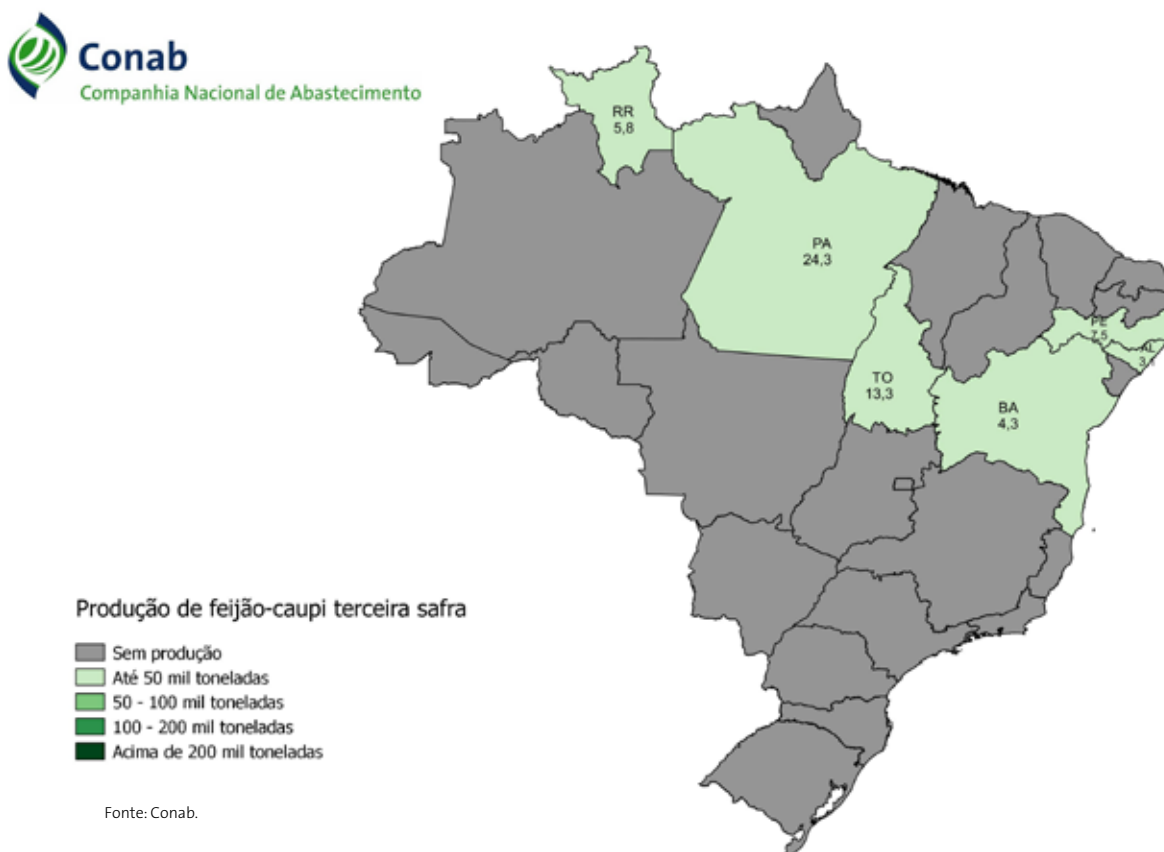 Conab
Companhia Nacional de Abastecimento
RR
5,8
PA
24,3
PE
7,5
AL
TO
13,3
BA
4,3
Produção de feijão-caupi terceira safra
Sem produção
Até 50 mil toneladas
50 - 100 mil toneladas
100 - 200 mil toneladas
Acima de 200 mil toneladas
Fonte: Conab.